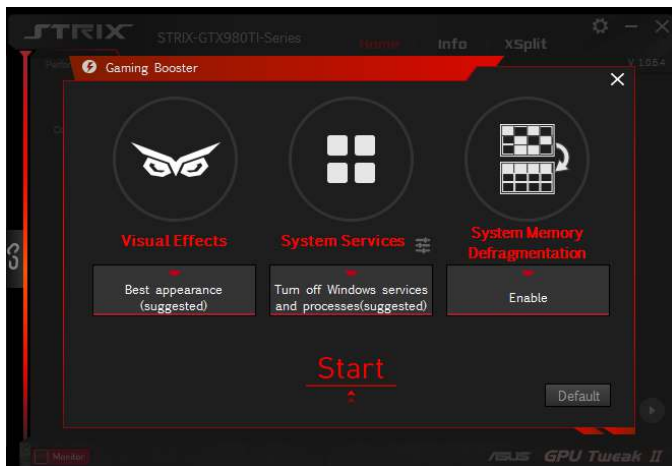 STRIX
STRIX-GTX980TI-Series
Home
Info
XSplit
V 1.0.5.4
Gaming Booster
Visual Effects
System Services
System Memory
Defragmentation
Best appearance
(suggested)
Turn off Windows services
and processes(suggested)
Enable
Start
Default
Monitor
ASUS GPU Tweak II